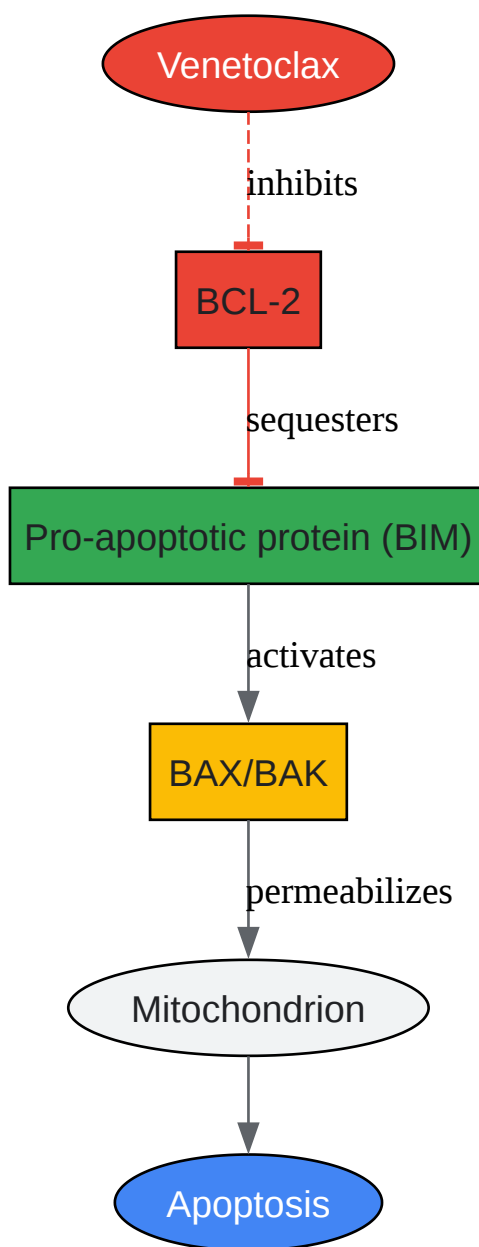 Venetoclax
inhibits
BCL-2
sequesters
Pro-apoptotic protein (BIM)
activates
BAX/BAK
permeabilizes
Mitochondrion
Apoptosis